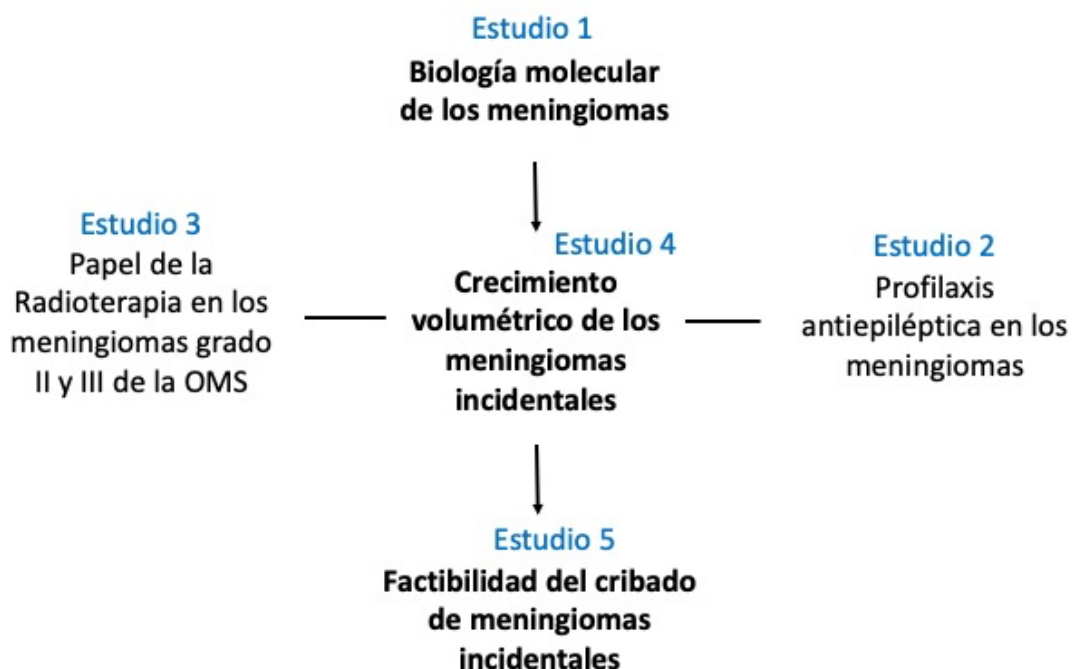 Estudio 1
Biología molecular
de los meningiomas
Estudio 3
Papel de la
Radioterapia en los
meningiomas grado
II y III de la OMS
Estudio 4
Crecimiento
volumétrico de los
meningiomas
incidentales
Estudio 2
Profilaxis
antiepiléptica en los
meningiomas
Estudio 5
Factibilidad del cribado
de meningiomas
incidentales